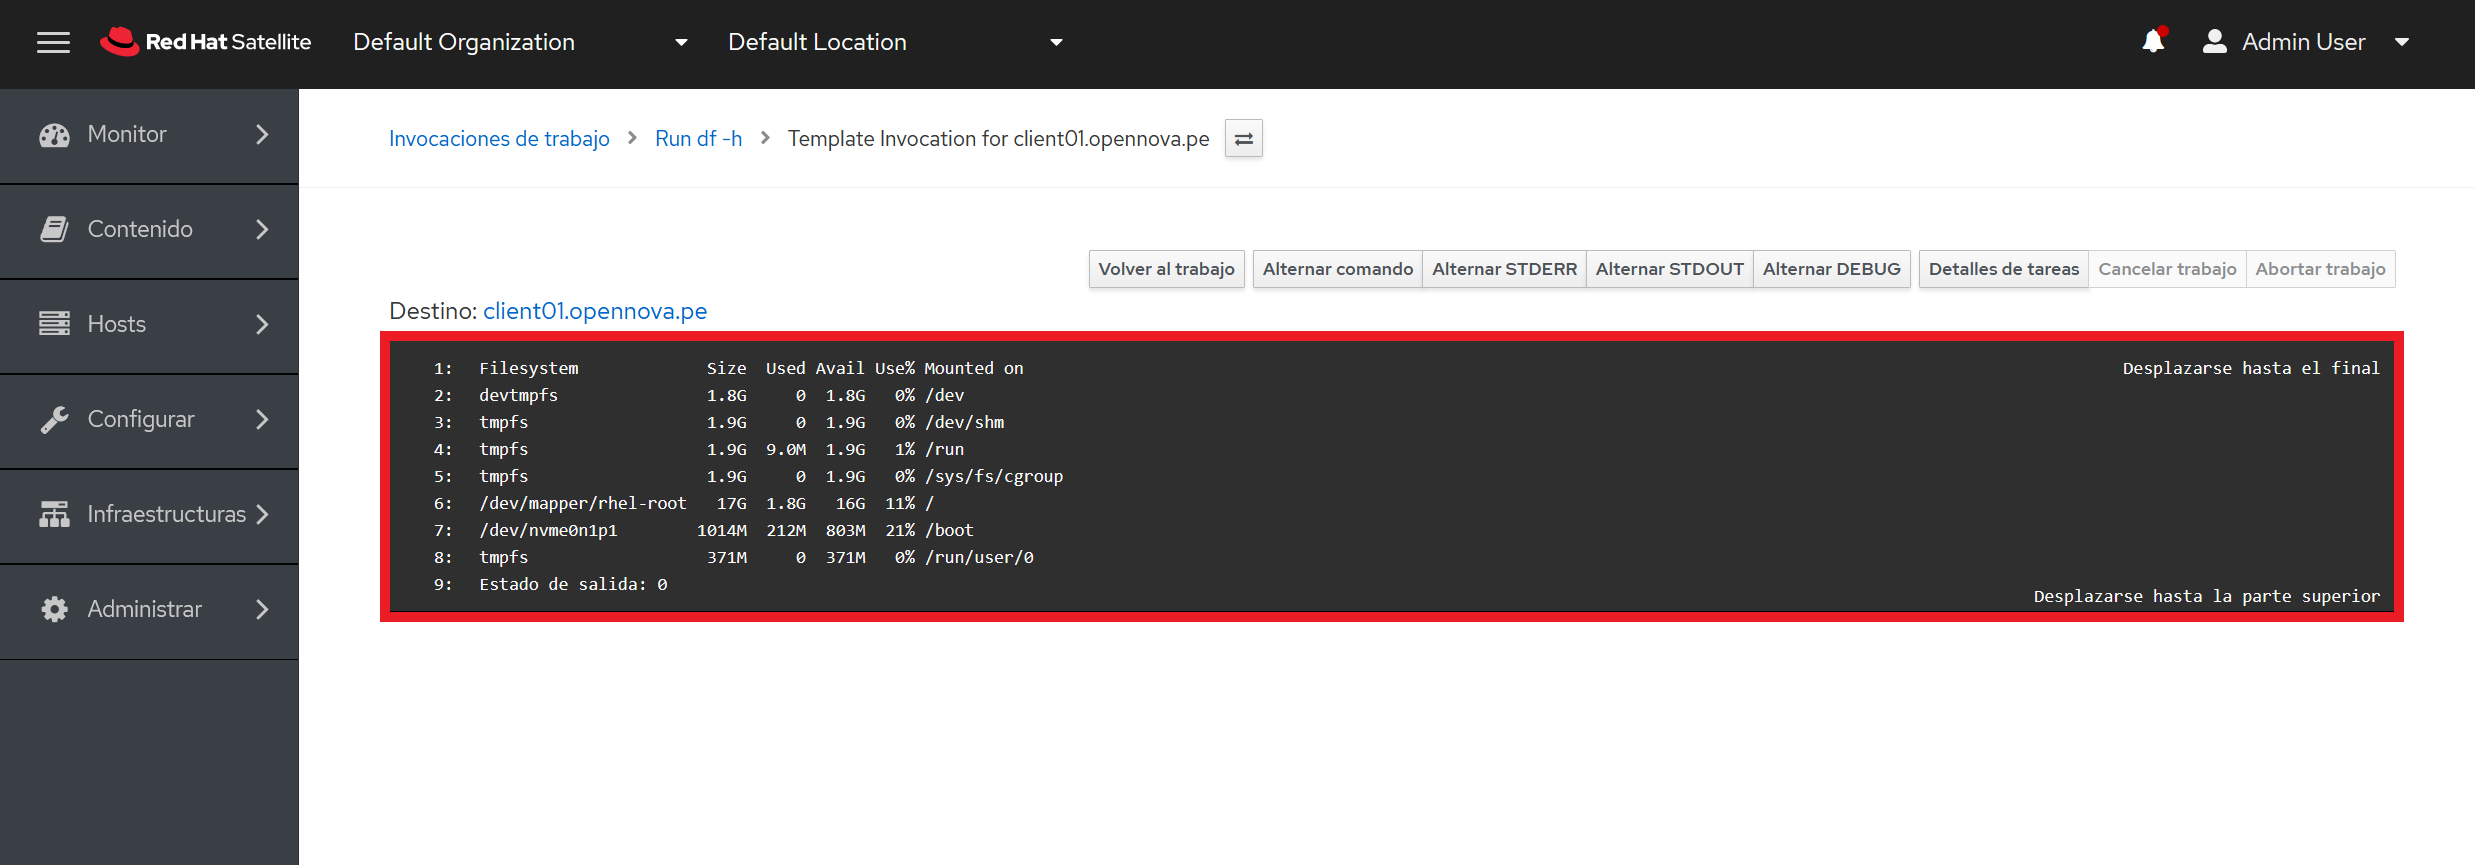 Red Hat Satellite Default Organization Default Location Admin User
Monitor
Contenido
Hosts
Configurar
Infraestructuras
Administrar
Invocaciones de trabajo Run df -h Template Invocation for client01.opennova.pe
Volver al trabajo Alternar comando Alternar STDERR Alternar STDOUT Alternar DEBUG Detalles de tareas Cancelar trabajo Abortar trabajo
Destino: client01.opennova.pe
1: Filesystem Size Used Avail Use% Mounted on Desplazarse hasta el final
2: devtmpfs 1.8G 0 1.8G 0% /dev
3: tmpfs 1.9G 0 1.9G 0% /dev/shm
4: tmpfs 1.9G 9.0M 1.9G 1% /run
5: tmpfs 1.9G 0 1.9G 0% /sys/fs/cgroup
6: /dev/mapper/rhel-root 17G 1.8G 16G 11% /
7: /dev/nvme0n1p1 1014M 212M 803M 21% /boot
8: tmpfs 371M 0 371M 0% /run/user/0
9: Estado de salida: 0
Desplazarse hasta la parte superior